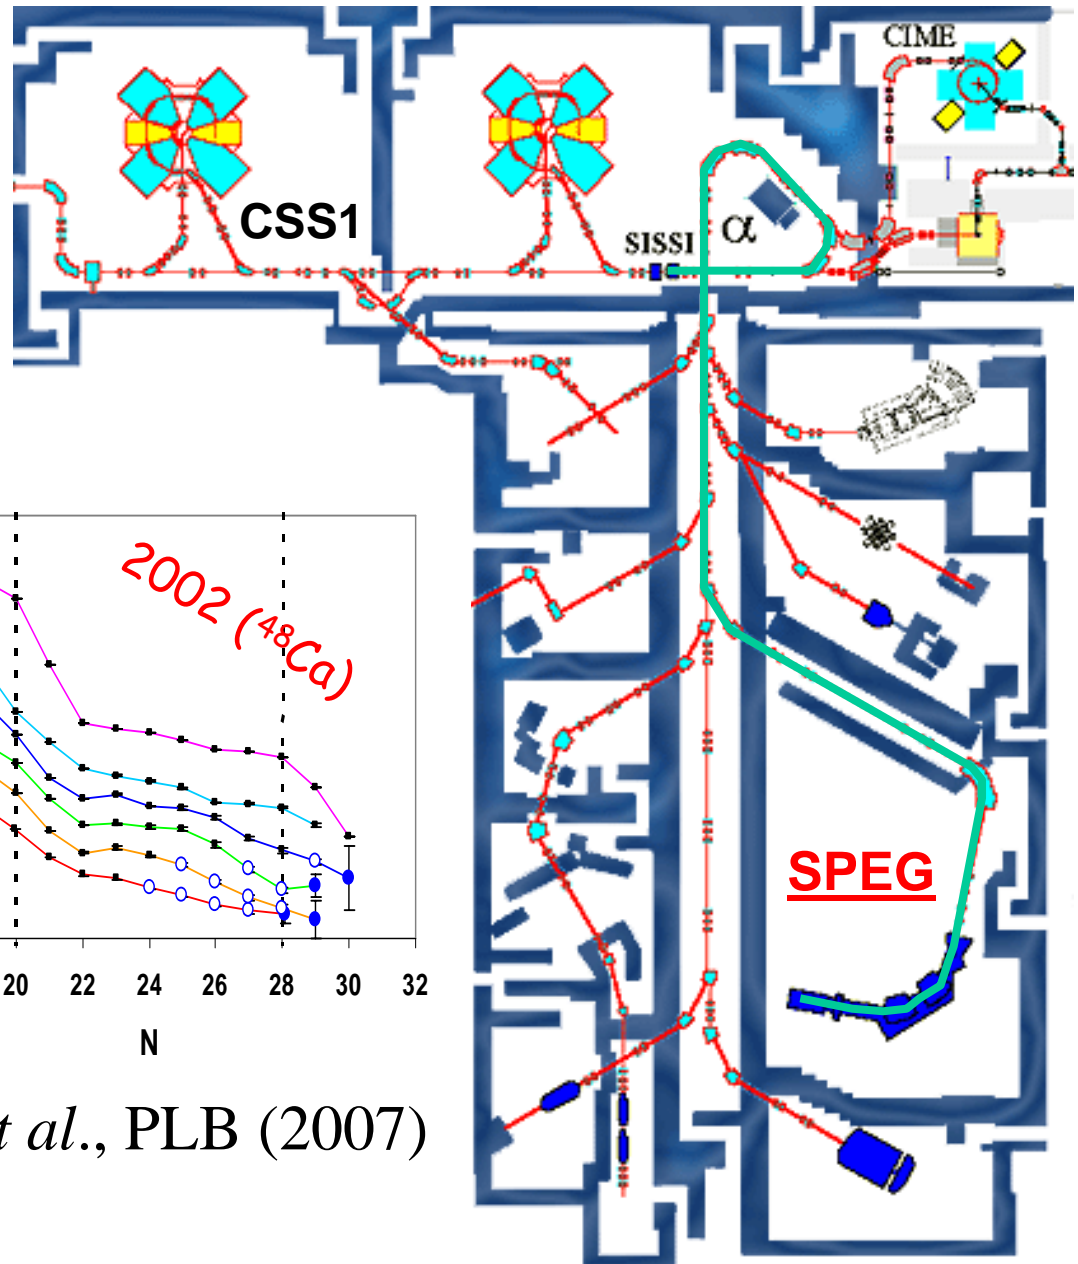 CIME
CSS1
SISSI
α
2002 (⁴⁸Ca)
SPEG
20 22 24 26 28 30 32
N
t al., PLB (2007)